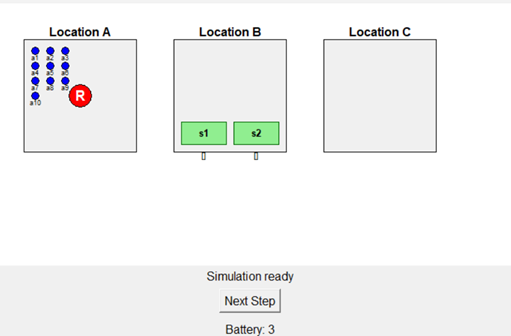 Location A Location B Location C
a1 a2 a3
a4 a5 a6
a7 a8 a9
R
a10
s1 s2
Simulation ready
Next Step
Battery: 3